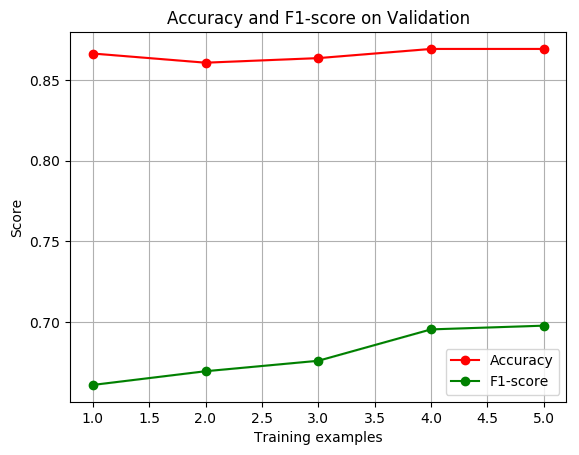 Accuracy and F1-score on Validation
Score
0.85
0.80
0.75
0.70
Accuracy
F1-score
1.0 1.5 2.0 2.5 3.0 3.5 4.0 4.5 5.0
Training examples